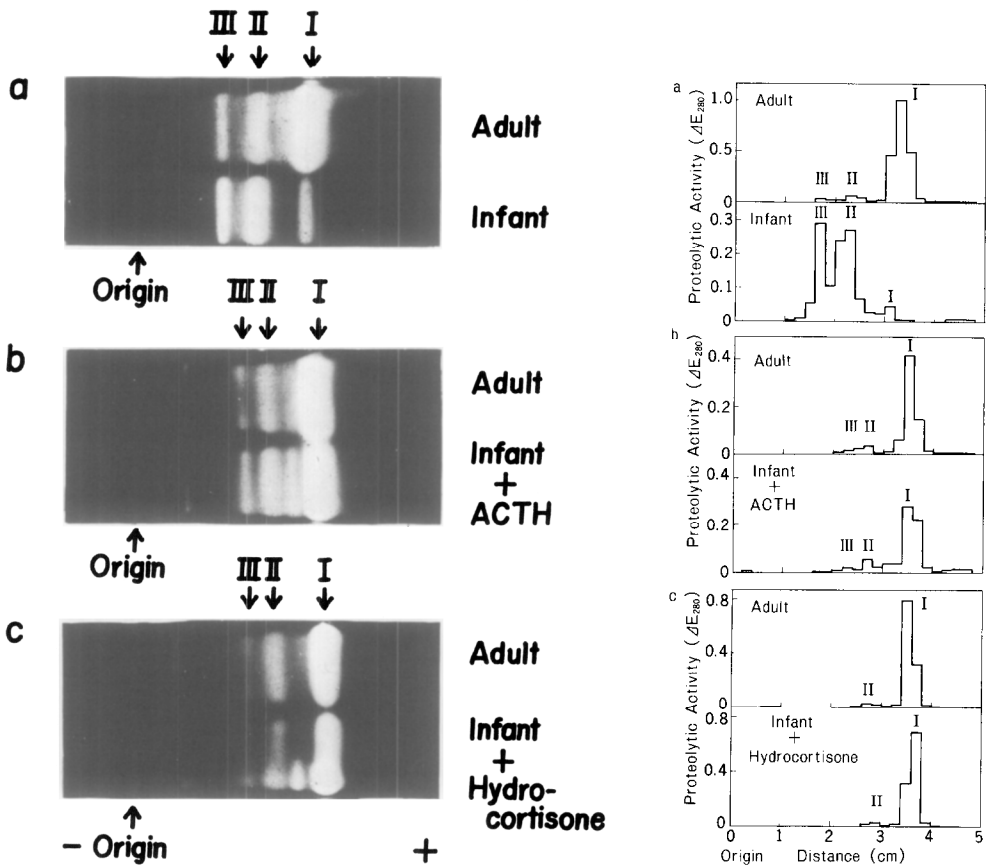 III II I
a
Adult
Infant
Origin
III II I
b
Adult
Infant
+
ACTH
Origin
III II I
c
Adult
Infant
+
Hydro-
cortisone
− Origin +
a
Proteolytic Activity (ΔE280)
1.0
0.5
0
Adult
III II I
0.3
0.2
0.1
0
Infant
III II I
b
Proteolytic Activity (ΔE280)
0.4
0.2
0
Adult
III II I
0.4
0.2
0
Infant
+
ACTH
III II I
c
Proteolytic Activity (ΔE280)
0.8
0.4
0
Adult
II I
0.8
0.4
0
Infant
+
Hydrocortisone
II I
0 1 2 3 4 5
Origin Distance (cm)